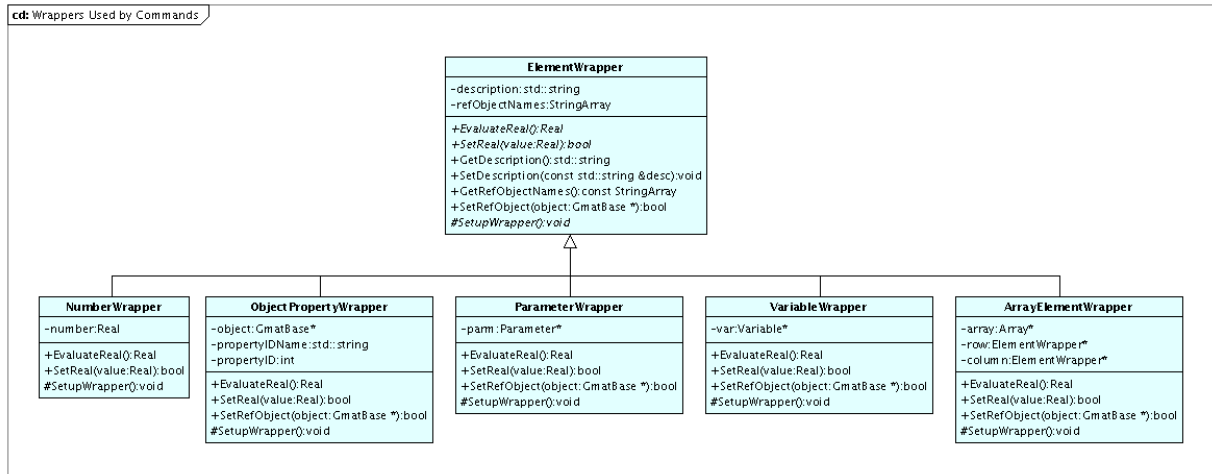 cd: Wrappers Used by Commands
ElementWrapper
-description:std::string
-refObjectNames:StringArray
+EvaluateReal():Real
+SetReal(value:Real):bool
+GetDescription():std::string
+SetDescription(const std::string &desc):void
+GetRefObjectNames():const StringArray
+SetRefObject(object:GmatBase *):bool
#SetupWrapper():void
NumberWrapper
-number:Real
+EvaluateReal():Real
+SetReal(value:Real):bool
#SetupWrapper():void
ObjectPropertyWrapper
-object:GmatBase*
-propertyIDName:std::string
-propertyID:int
+EvaluateReal():Real
+SetReal(value:Real):bool
+SetRefObject(object:GmatBase *):bool
#SetupWrapper():void
ParameterWrapper
-parm:Parameter*
+EvaluateReal():Real
+SetReal(value:Real):bool
+SetRefObject(object:GmatBase *):bool
#SetupWrapper():void
VariableWrapper
-var:Variable*
+EvaluateReal():Real
+SetReal(value:Real):bool
+SetRefObject(object:GmatBase *):bool
#SetupWrapper():void
ArrayElementWrapper
-array:Array*
-row:ElementWrapper*
-column:ElementWrapper*
+EvaluateReal():Real
+SetReal(value:Real):bool
+SetRefObject(object:GmatBase *):bool
#SetupWrapper():void